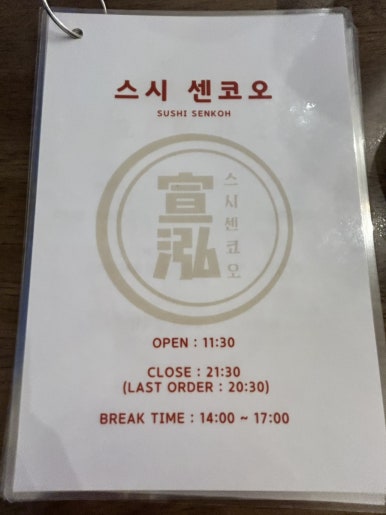 스시 센코오
SUSHI SENKOH
宣泓
스시센코오
OPEN : 11:30
CLOSE : 21:30
(LAST ORDER : 20:30)
BREAK TIME : 14:00 ~ 17:00